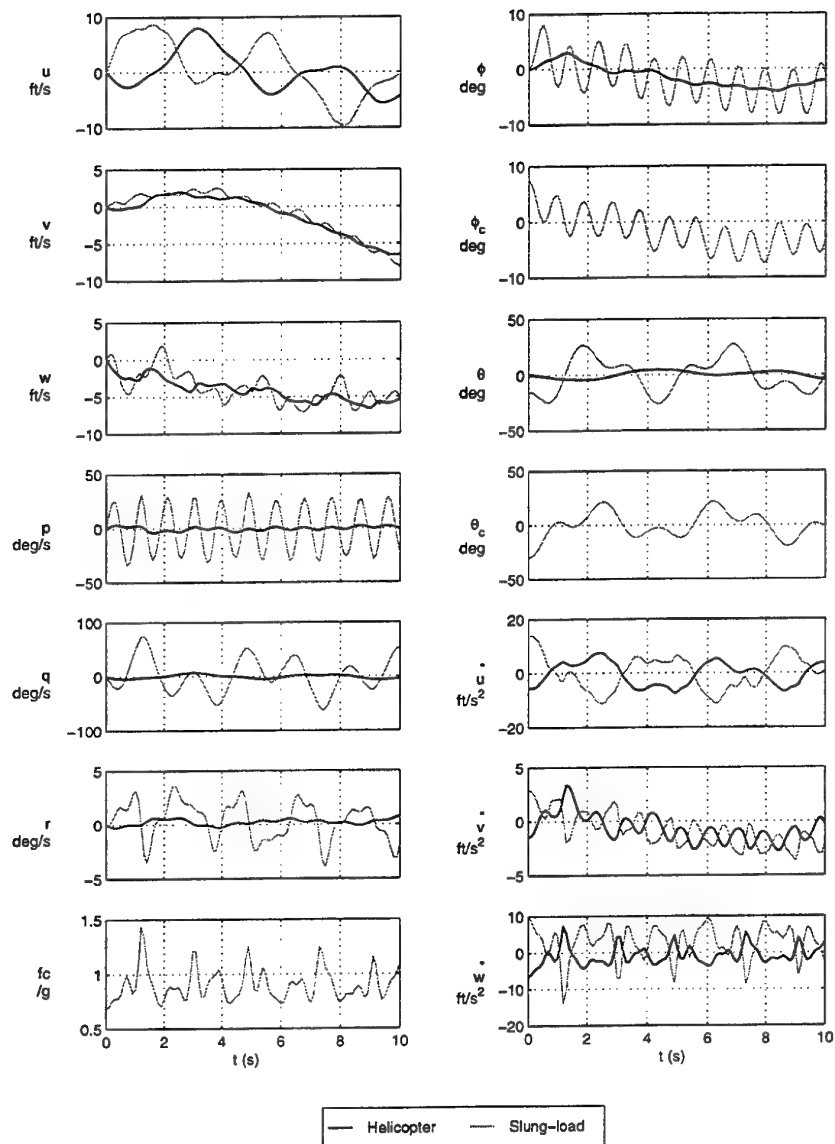 10
u
0
ft/s
−10
5
0
v
ft/s
−5
−10
5
0
w
ft/s
−5
−10
50
p
0
deg/s
−50
100
q
0
deg/s
−100
5
r
0
deg/s
−5
1.5
fc
1
/g
0.5
0 2 4 6 8 10
t (s)
10
ϕ
0
deg
−10
10
ϕc
0
deg
−10
50
θ
0
deg
−50
50
θc
0
deg
−50
20
u̇
0
ft/s²
−20
5
v̇
0
ft/s²
−5
10
0
ẇ
−10
ft/s²
−20
0 2 4 6 8 10
t (s)
Helicopter Slung−load